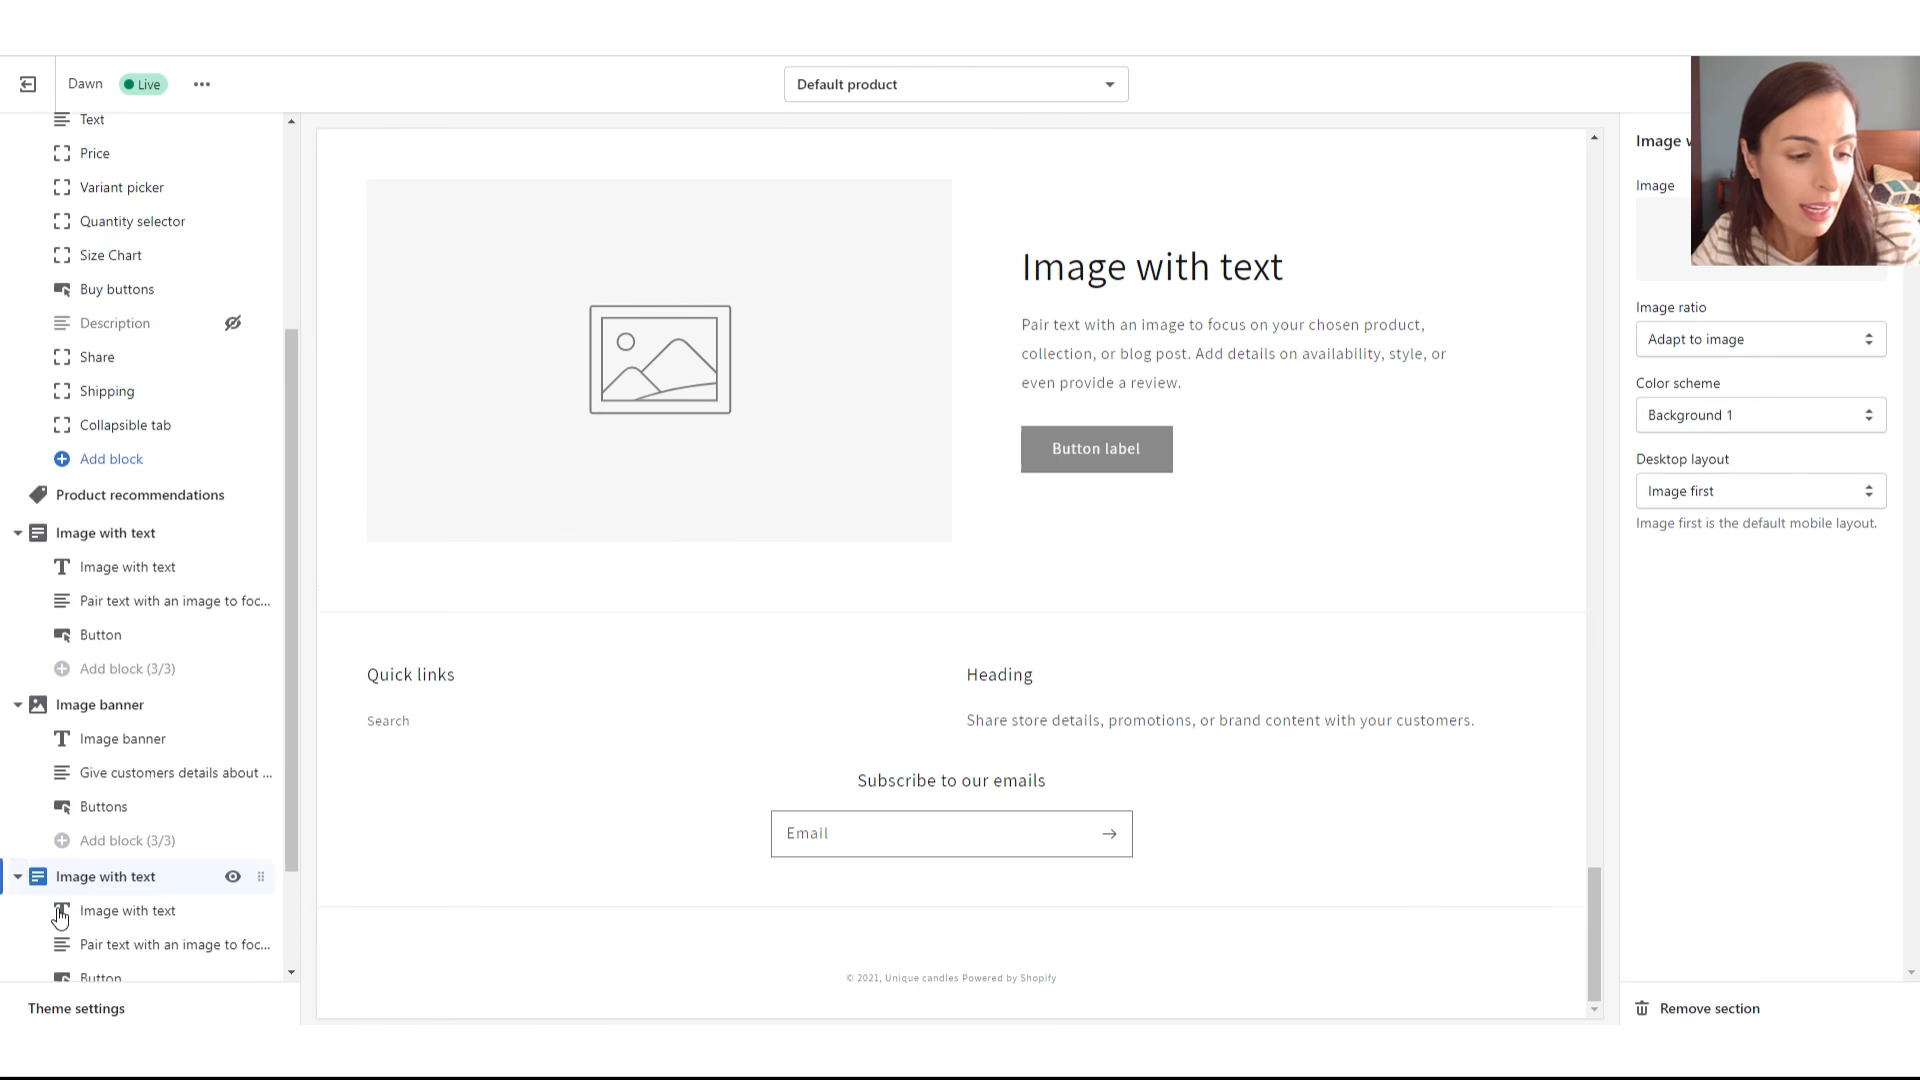 Dawn
Live
Default product
Text
Price
Variant picker
Quantity selector
Size Chart
Buy buttons
Description
Share
Shipping
Collapsible tab
Add block
Product recommendations
Image with text
Image with text
Pair text with an image to foc...
Button
Add block (3/3)
Image banner
Image banner
Give customers details about ...
Buttons
Add block (3/3)
Image with text
Image with text
Pair text with an image to foc...
Button
Theme settings
Image with text
Pair text with an image to focus on your chosen product,
collection, or blog post. Add details on availability, style, or
even provide a review.
Button label
Quick links
Search
Heading
Share store details, promotions, or brand content with your customers.
Subscribe to our emails
Email
© 2021, Unique candles Powered by Shopify
Image
Image
Image ratio
Adapt to image
Color scheme
Background 1
Desktop layout
Image first
Image first is the default mobile layout.
Remove section